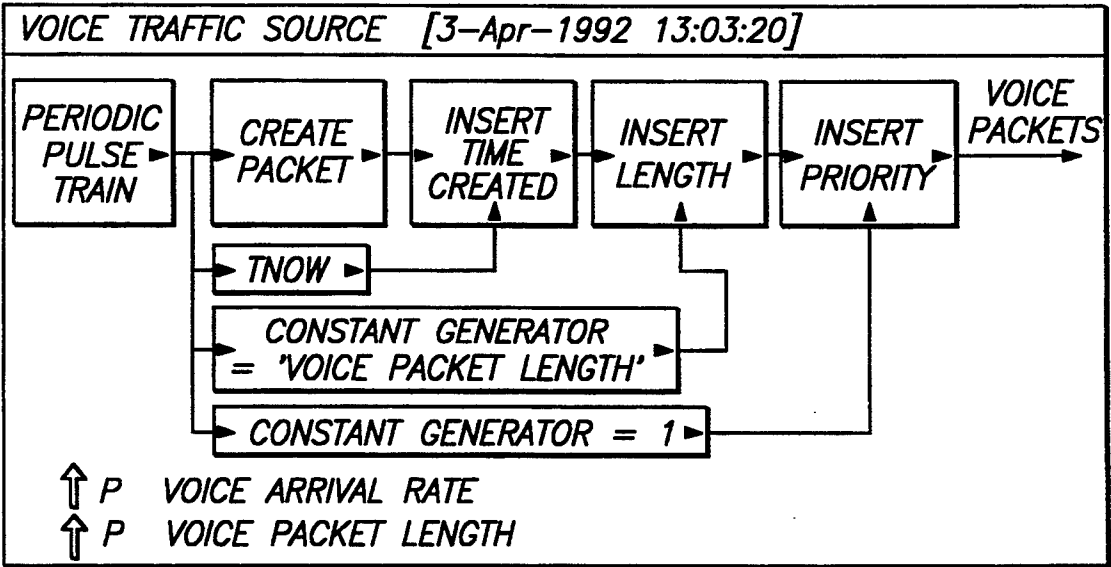 VOICE TRAFFIC SOURCE [3-Apr-1992 13:03:20]
PERIODIC
PULSE
TRAIN
CREATE
PACKET
INSERT
TIME
CREATED
INSERT
LENGTH
INSERT
PRIORITY
VOICE
PACKETS
TNOW
CONSTANT GENERATOR
= 'VOICE PACKET LENGTH'
CONSTANT GENERATOR = 1
⇧ P VOICE ARRIVAL RATE
⇧ P VOICE PACKET LENGTH